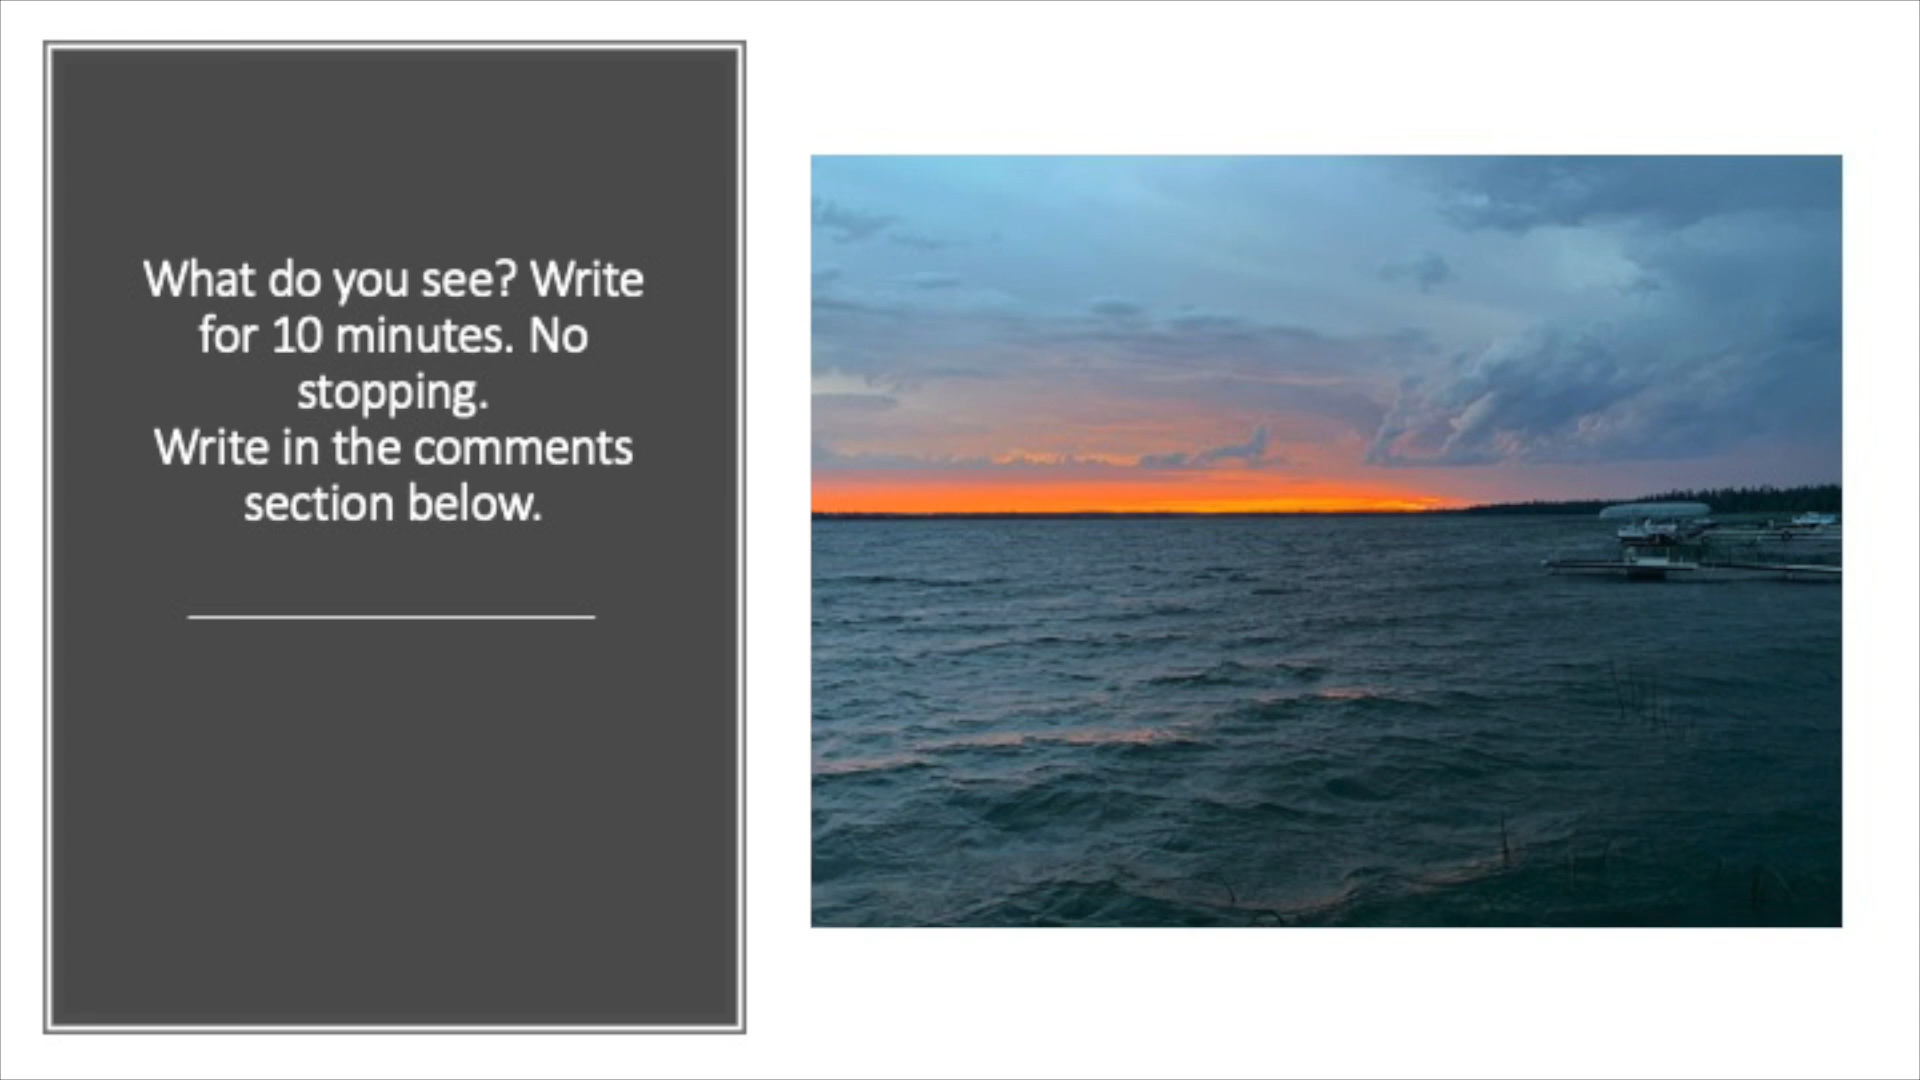 What do you see? Write
for 10 minutes. No
stopping.
Write in the comments
section below.